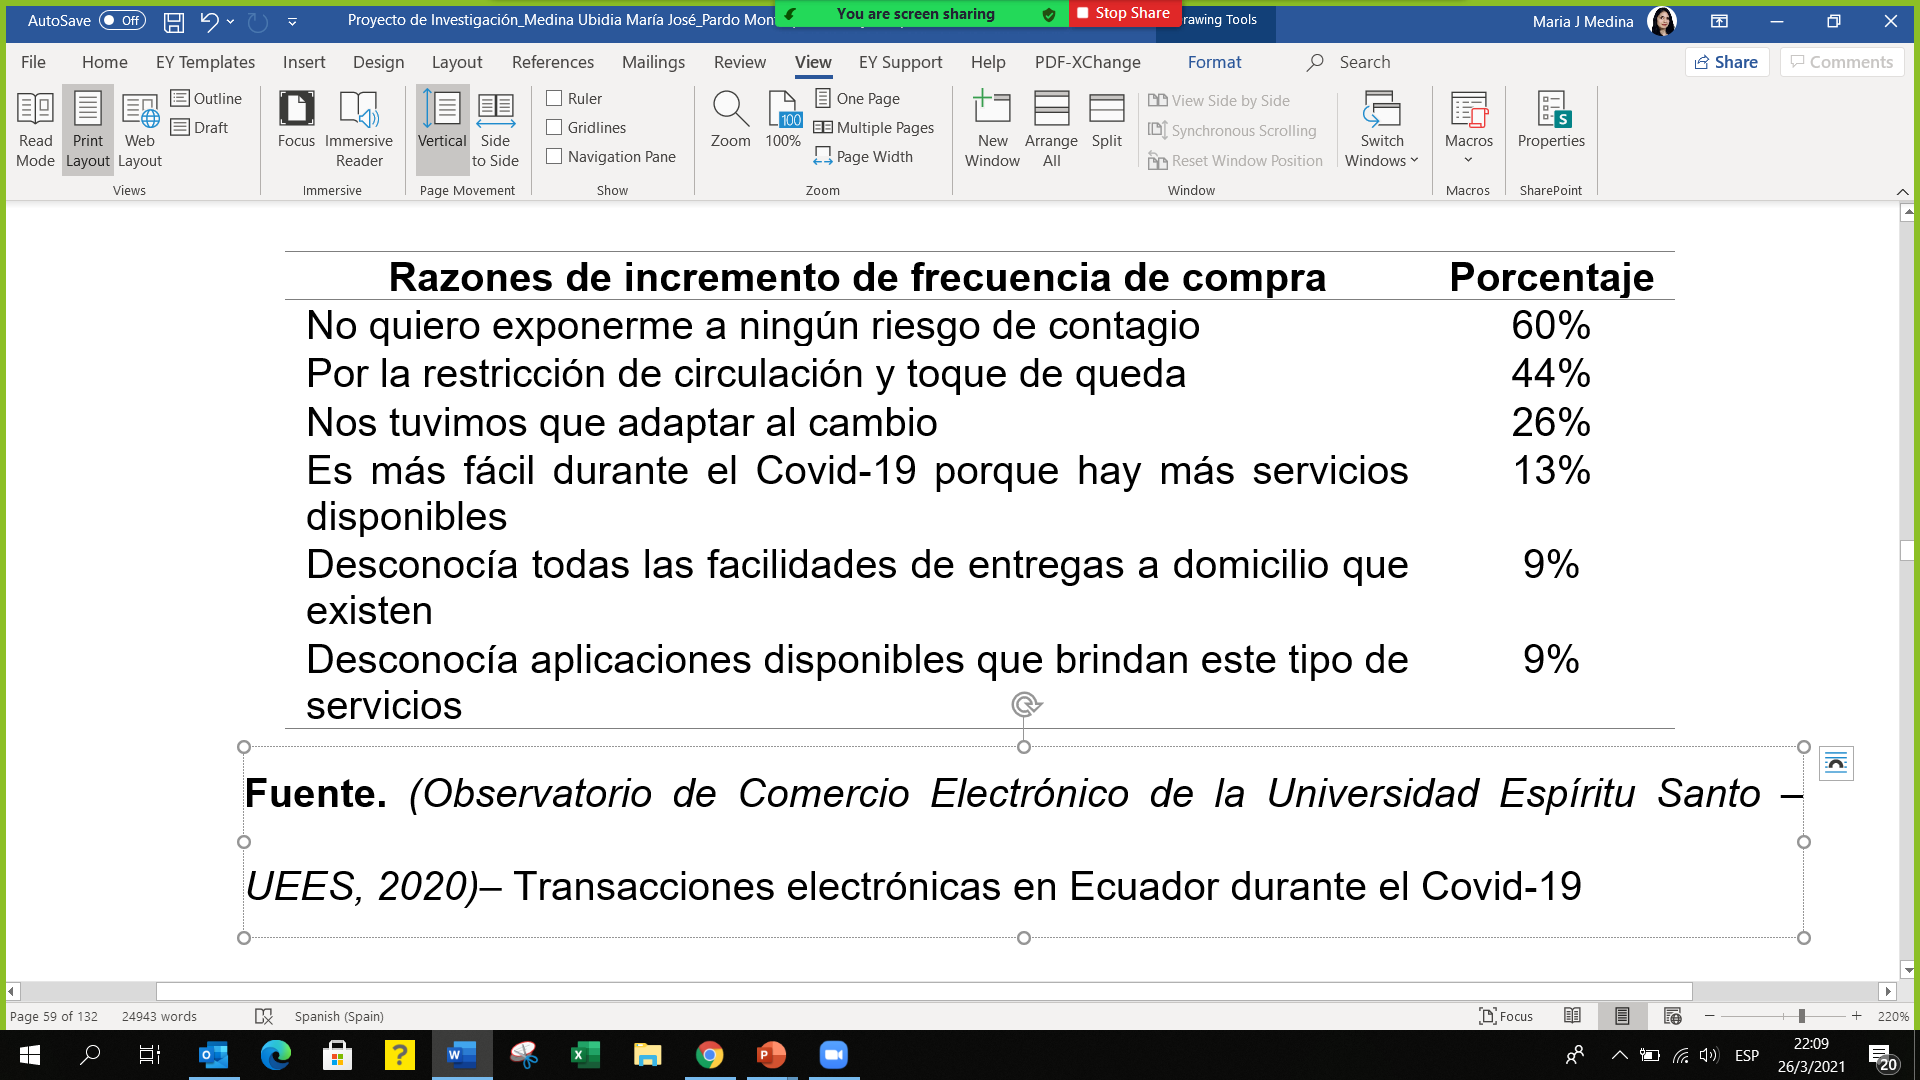 AutoSave Off
Proyecto de Investigación_Medina Ubidia María José_Pardo Mon
You are screen sharing
Stop Share
rawing Tools
Maria J Medina
File Home EY Templates Insert Design Layout References Mailings Review View EY Support Help PDF-XChange Format Search Share Comments
Read Mode
Print Layout
Web Layout
Outline
Draft
Views
Focus
Immersive Reader
Immersive
Vertical
Side to Side
Page Movement
Ruler
Gridlines
Navigation Pane
Show
Zoom
100
100%
One Page
Multiple Pages
Page Width
Zoom
New Window
Arrange All
Split
View Side by Side
Synchronous Scrolling
Reset Window Position
Switch Windows
Window
Macros
Macros
Properties
SharePoint
Razones de incremento de frecuencia de compra Porcentaje
No quiero exponerme a ningún riesgo de contagio 60%
Por la restricción de circulación y toque de queda 44%
Nos tuvimos que adaptar al cambio 26%
Es más fácil durante el Covid-19 porque hay más servicios 13%
disponibles
Desconocía todas las facilidades de entregas a domicilio que 9%
existen
Desconocía aplicaciones disponibles que brindan este tipo de 9%
servicios
Fuente. (Observatorio de Comercio Electrónico de la Universidad Espíritu Santo –
UEES, 2020)– Transacciones electrónicas en Ecuador durante el Covid-19
Page 59 of 132 24943 words Spanish (Spain) Focus 220%
ESP 22:09
26/3/2021
20